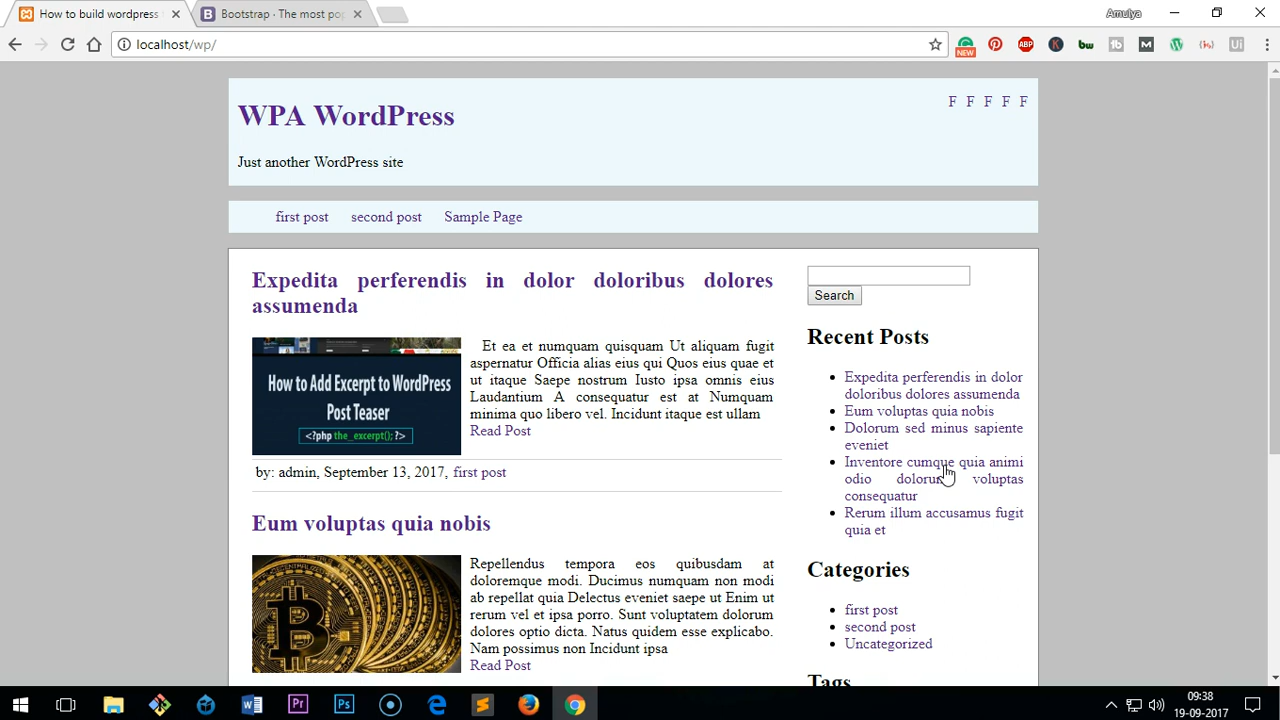 How to build wordpress
Bootstrap · The most pop
Amulya
localhost/wp/
NEW
ABP
K
bw
M
Ui
WPA WordPress
F F F F F
Just another WordPress site
first post second post Sample Page
Expedita perferendis in dolor doloribus dolores
assumenda
How to Add Excerpt to WordPress
Post Teaser
<?php the_excerpt(); ?>
Et ea et numquam quisquam Ut aliquam fugit
aspernatur Officia alias eius qui Quos eius quae et
ut itaque Saepe nostrum Iusto ipsa omnis eius
Laudantium A consequatur est at Numquam
minima quo libero vel. Incidunt itaque est ullam
Read Post
by: admin, September 13, 2017, first post
Eum voluptas quia nobis
Repellendus tempora eos quibusdam at
doloremque modi. Ducimus numquam non modi
ab repellat quia Delectus eveniet saepe ut Enim ut
rerum vel et ipsa porro. Sunt voluptatem dolorum
dolores optio dicta. Natus quidem esse explicabo.
Nam possimus non Incidunt ipsa
Read Post
Search
Recent Posts
Expedita perferendis in dolor
doloribus dolores assumenda
Eum voluptas quia nobis
Dolorum sed minus sapiente
eveniet
Inventore cumque quia animi
odio dolorum voluptas
consequatur
Rerum illum accusamus fugit
quia et
Categories
first post
second post
Uncategorized
Tags
09:38
19-09-2017